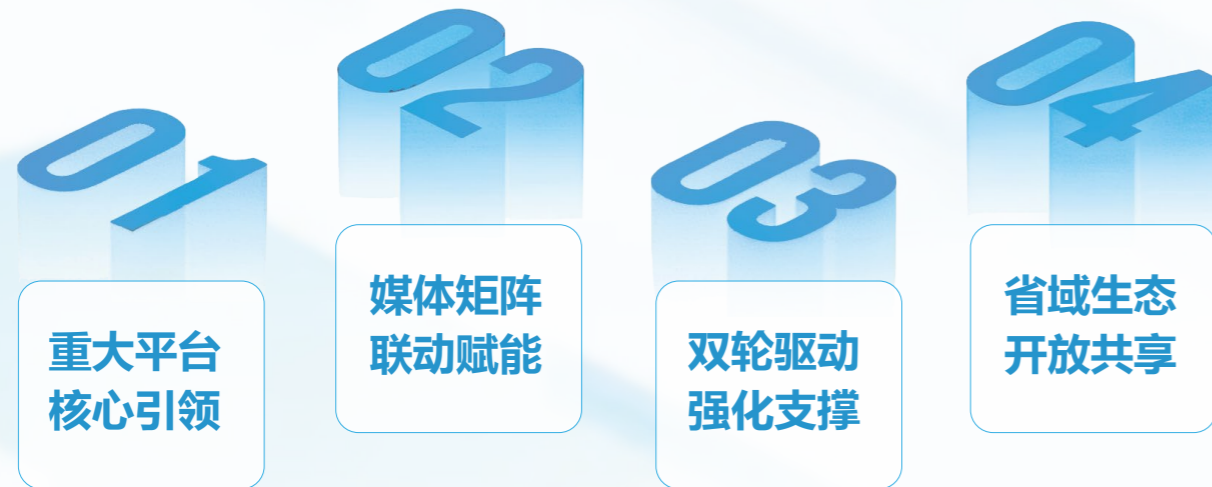 01
重大平台
核心引领
02
媒体矩阵
联动赋能
03
双轮驱动
强化支撑
04
省域生态
开放共享